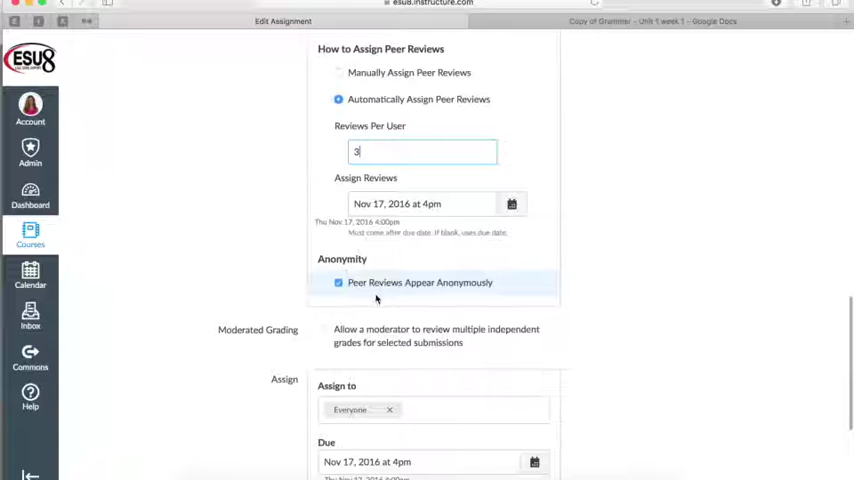 esu8.instructure.com
Edit Assignment
Copy of Grammer - Unit 1 week 1 - Google Docs
ESU8
Account
Admin
Dashboard
Courses
Calendar
Inbox
Commons
Help
How to Assign Peer Reviews
Manually Assign Peer Reviews
Automatically Assign Peer Reviews
Reviews Per User
3
Assign Reviews
Nov 17, 2016 at 4pm
Thu Nov 17, 2016 4:00pm
Must come after due date. If blank, uses due date.
Anonymity
Peer Reviews Appear Anonymously
Moderated Grading
Allow a moderator to review multiple independent
grades for selected submissions
Assign
Assign to
Everyone
Due
Nov 17, 2016 at 4pm